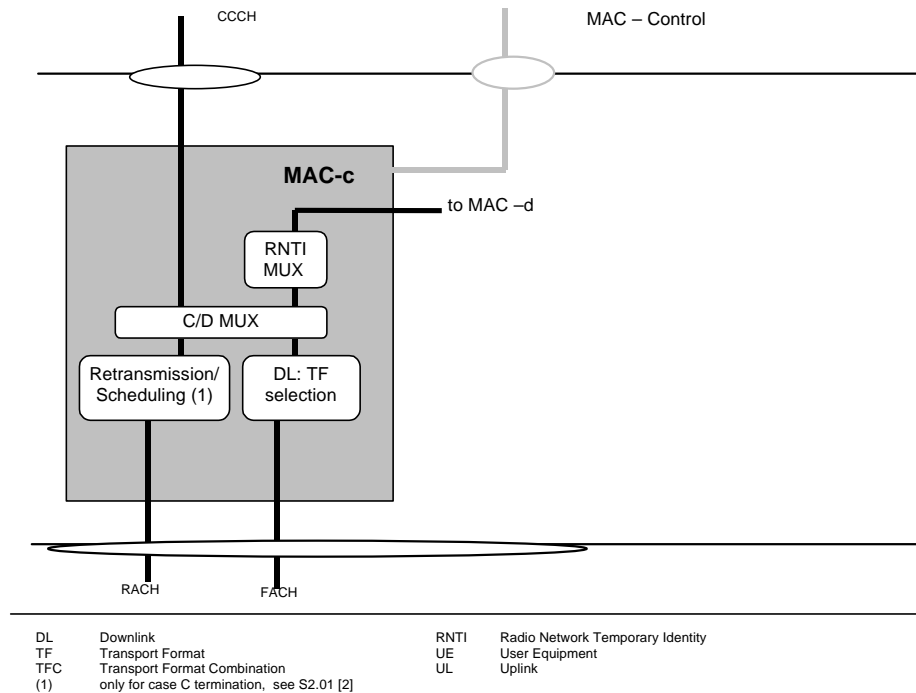 CCCH
MAC – Control
MAC-c
to MAC –d
RNTI
MUX
C/D MUX
Retransmission/
Scheduling (1)
DL: TF
selection
RACH
FACH
DL Downlink
TF Transport Format
TFC Transport Format Combination
(1) only for case C termination, see S2.01 [2]
RNTI Radio Network Temporary Identity
UE User Equipment
UL Uplink